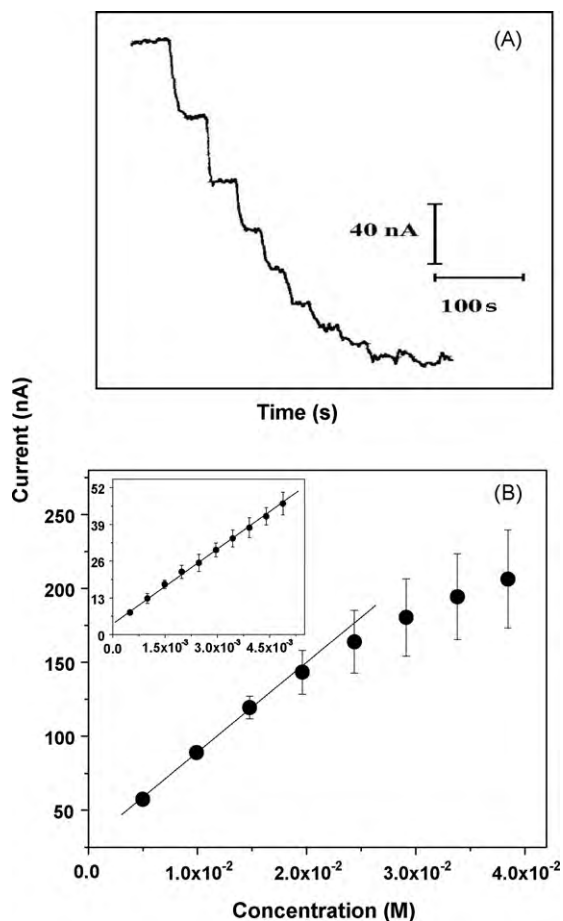 (A)
40 nA
100 s
Time (s)
Current (nA)
(B)
52
39
26
13
0
0.0 1.5x10⁻³ 3.0x10⁻³ 4.5x10⁻³
250
200
150
100
50
0.0 1.0x10⁻² 2.0x10⁻² 3.0x10⁻² 4.0x10⁻²
Concentration (M)